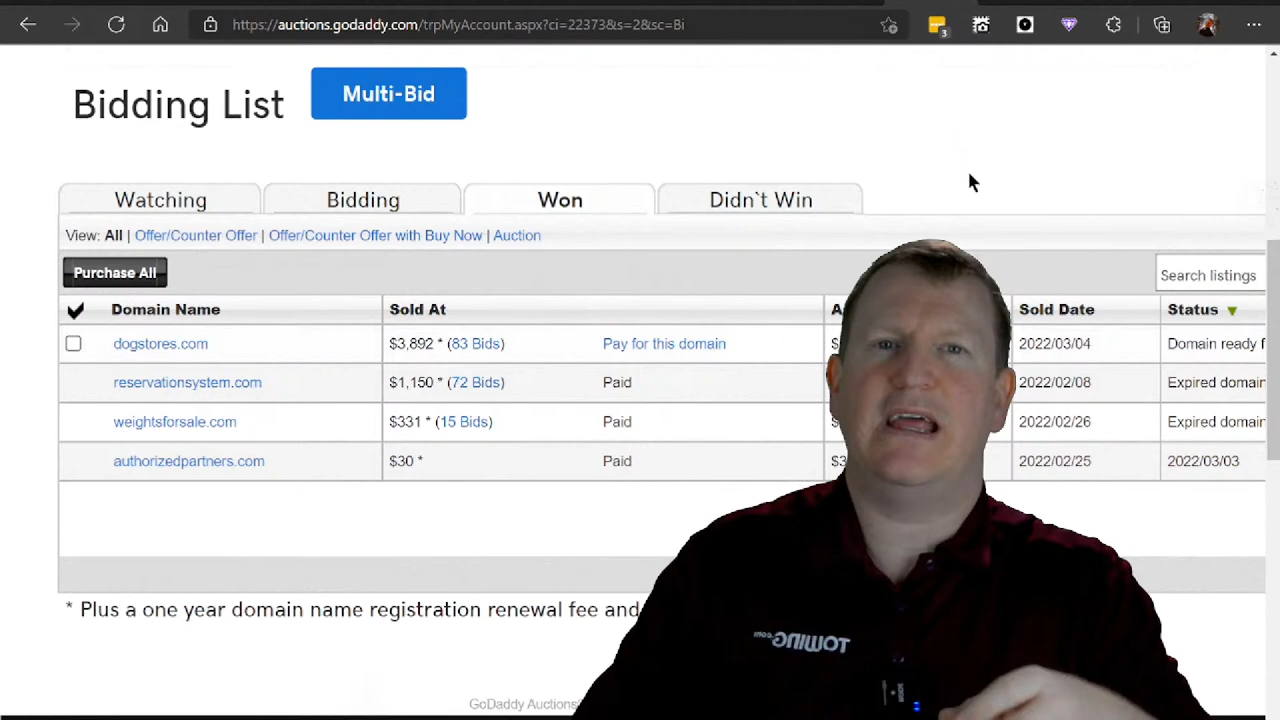 https://auctions.godaddy.com/trpMyAccount.aspx?ci=22373&s=2&sc=Bi
3
Bidding List
Multi-Bid
Watching
Bidding
Won
Didn`t Win
View: All | Offer/Counter Offer | Offer/Counter Offer with Buy Now | Auction
Purchase All
Search listings
Domain Name Sold At A Sold Date Status
dogstores.com $3,892 * (83 Bids) Pay for this domain $ 2022/03/04 Domain ready f
reservationsystem.com $1,150 * (72 Bids) Paid 2022/02/08 Expired domain
weightsforsale.com $331 * (15 Bids) Paid 2022/02/26 Expired domain
authorizedpartners.com $30 * Paid $3 2022/02/25 2022/03/03
* Plus a one year domain name registration renewal fee and
TOWING.com
GoDaddy Auctions